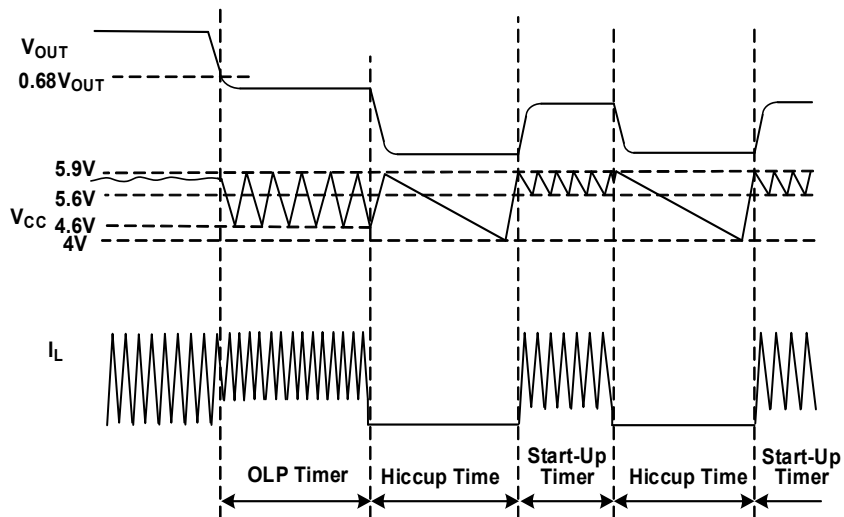 VOUT
0.68VOUT
5.9V
5.6V
VCC
4.6V
4V
IL
OLP Timer
Hiccup Time
Start-Up
Timer
Hiccup Time
Start-Up
Timer